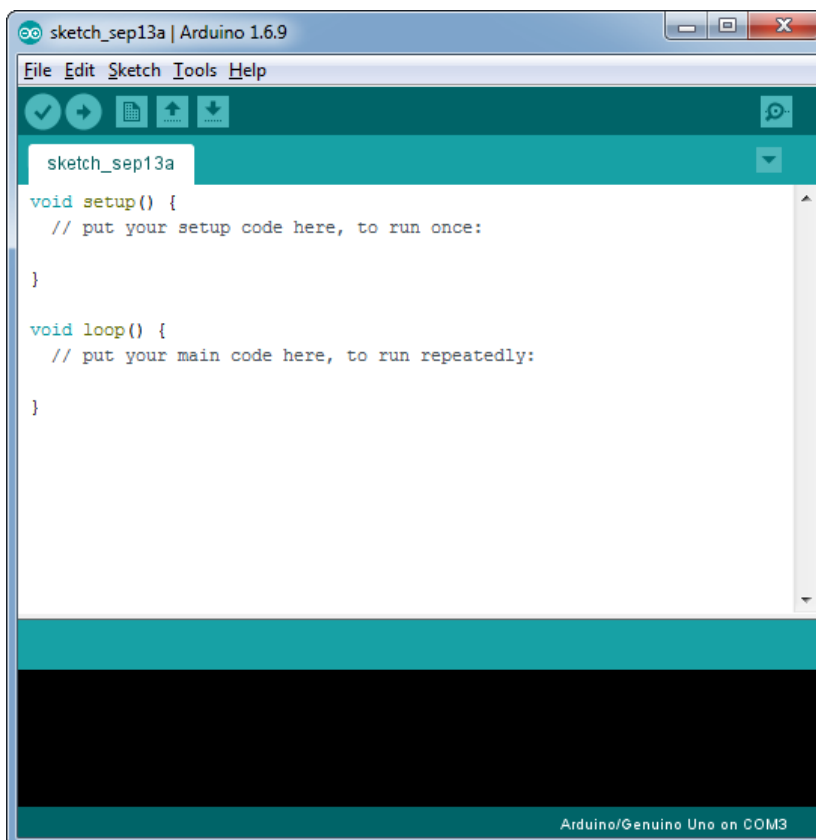 sketch_sep13a | Arduino 1.6.9
File Edit Sketch Tools Help
sketch_sep13a
void setup() {
  // put your setup code here, to run once:
}
void loop() {
  // put your main code here, to run repeatedly:
}
Arduino/Genuino Uno on COM3